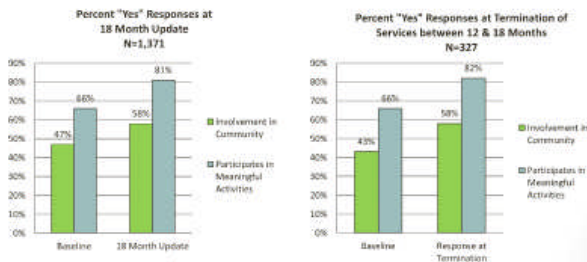 Percent "Yes" Responses at
18 Month Update
N=1,371
90%
80%
70%
60%
50%
40%
30%
20%
10%
0%
47%
66%
58%
81%
Baseline
18 Month Update
Involvement in
Community
Participates in
Meaningful
Activities
Percent "Yes" Responses at Termination of
Services between 12 & 18 Months
N=327
90%
80%
70%
60%
50%
40%
30%
20%
10%
0%
43%
66%
58%
82%
Baseline
Response at
Termination
Involvement in
Community
Participates in
Meaningful
Activities